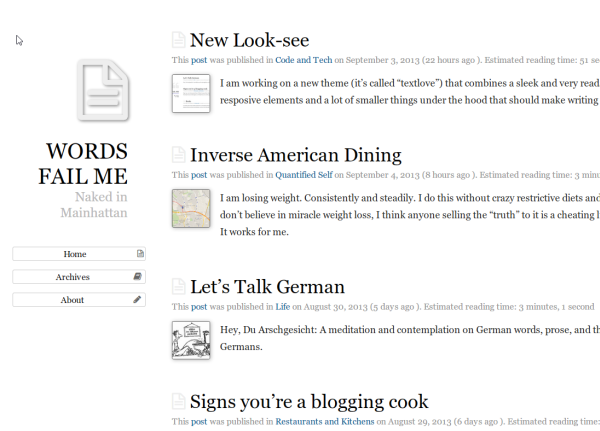 WORDS
FAIL ME
Naked in
Mainhattan
Home
Archives
About
New Look-see
This post was published in Code and Tech on September 3, 2013 (22 hours ago ). Estimated reading time: 51 se
I am working on a new theme (it's called “textlove”) that combines a sleek and very read
resposive elements and a lot of smaller things under the hood that should make writing
Inverse American Dining
This post was published in Quantified Self on September 4, 2013 (8 hours ago ). Estimated reading time: 3 minu
I am losing weight. Consistently and steadily. I do this without crazy restrictive diets and
don't believe in miracle weight loss, I think anyone selling the “truth” to it is a cheating l
It works for me.
Let's Talk German
This post was published in Life on August 30, 2013 (5 days ago ). Estimated reading time: 3 minutes, 1 second
Hey, Du Arschgesicht: A meditation and contemplation on German words, prose, and th
Germans.
Signs you're a blogging cook
This post was published in Restaurants and Kitchens on August 29, 2013 (6 days ago ). Estimated reading time: